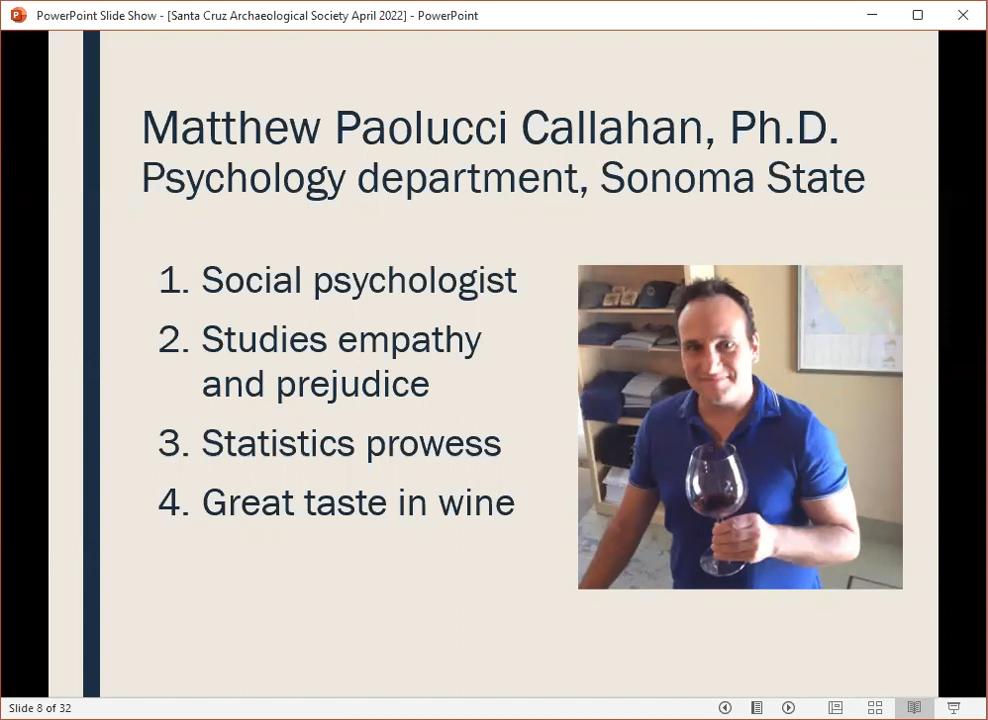 PowerPoint Slide Show - [Santa Cruz Archaeological Society April 2022] - PowerPoint
Matthew Paolucci Callahan, Ph.D.
Psychology department, Sonoma State
1. Social psychologist
2. Studies empathy
and prejudice
3. Statistics prowess
4. Great taste in wine
Slide 8 of 32